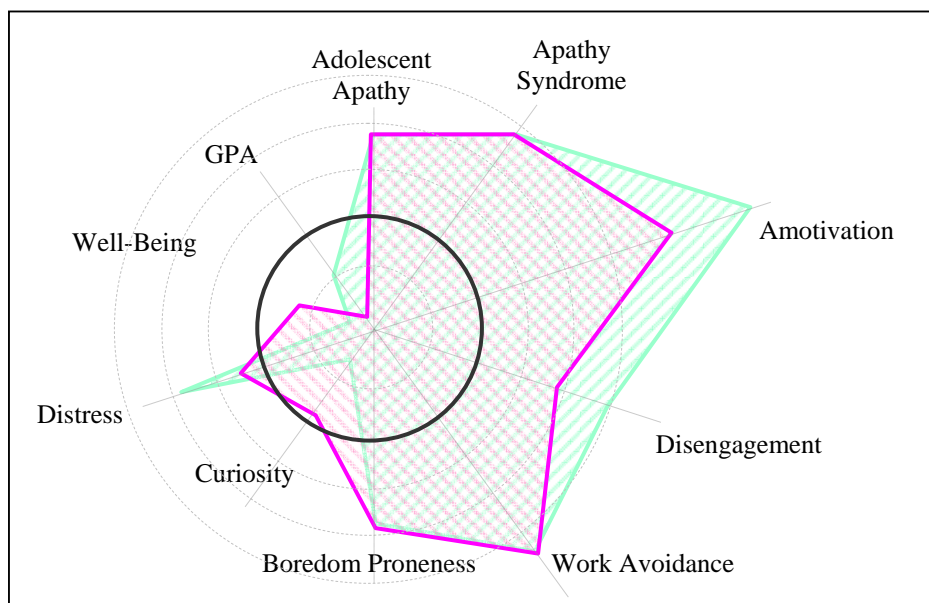 Adolescent
Apathy
Apathy
Syndrome
GPA
Well-Being
Amotivation
Distress
Disengagement
Curiosity
Boredom Proneness
Work Avoidance